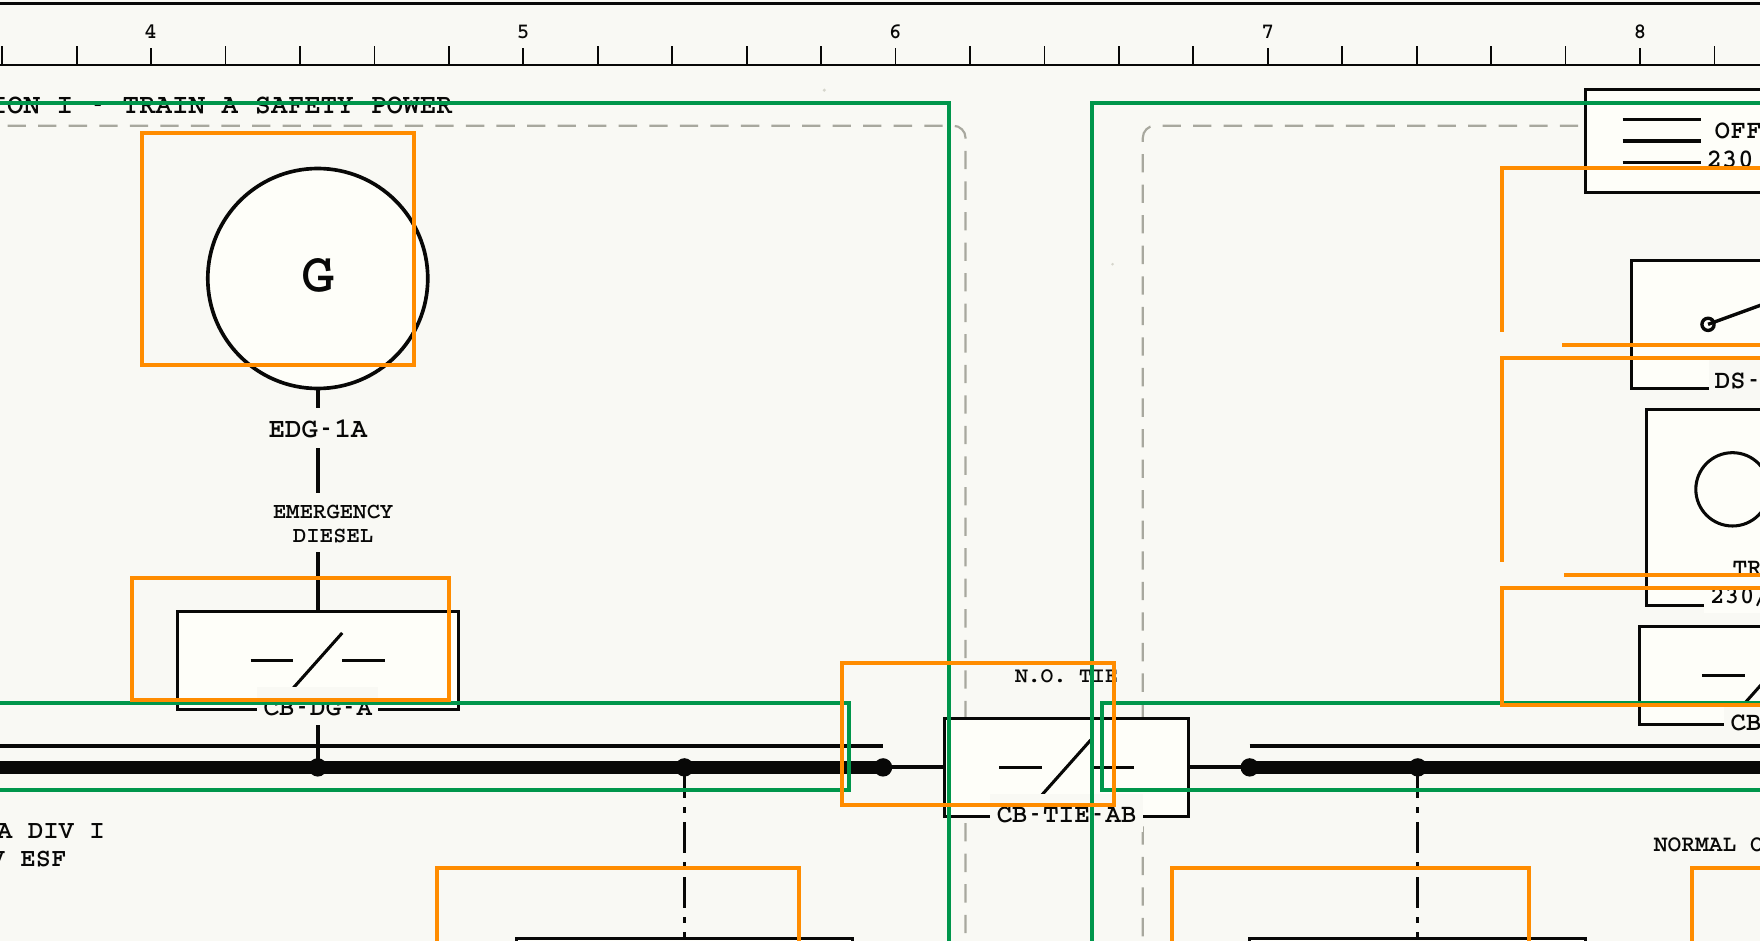 4 5 6 7 8
ION I - TRAIN A SAFETY POWER
OFF
230
G
DS-
EDG-1A
EMERGENCY
DIESEL
TR
230/
N.O. TIE
CB-DG-A
CB
CB-TIE-AB
A DIV I
ESF
NORMAL